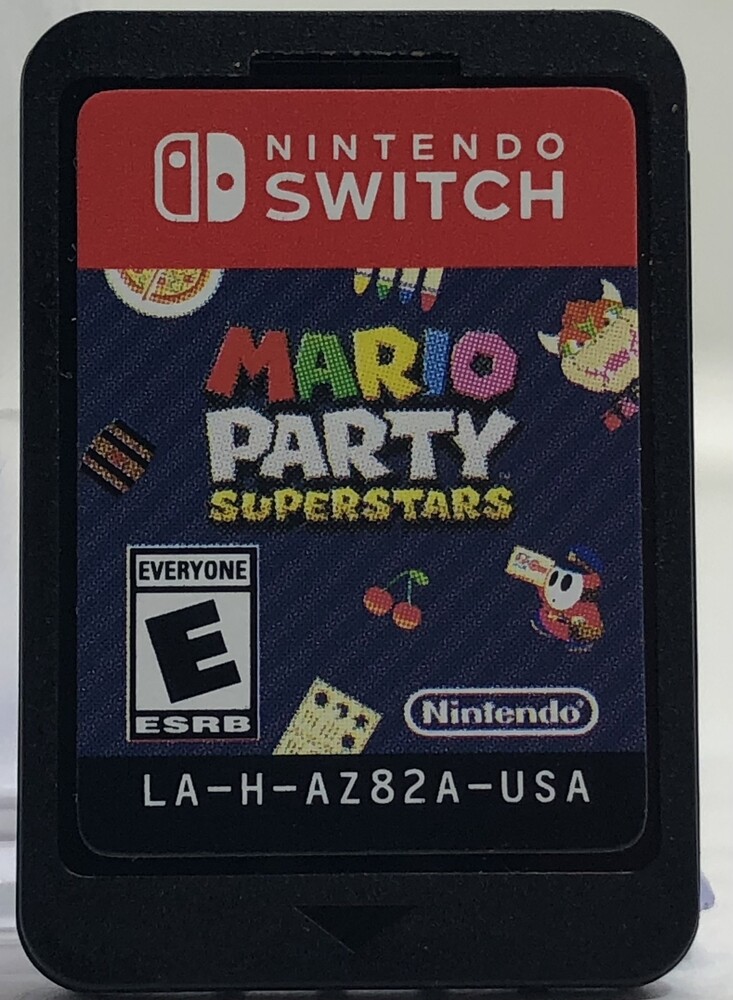 NINTENDO
SWITCH
MARIO
PARTY
SUPERSTARS
EVERYONE
E
ESRB
Nintendo®
LA-H-AZ82A-USA